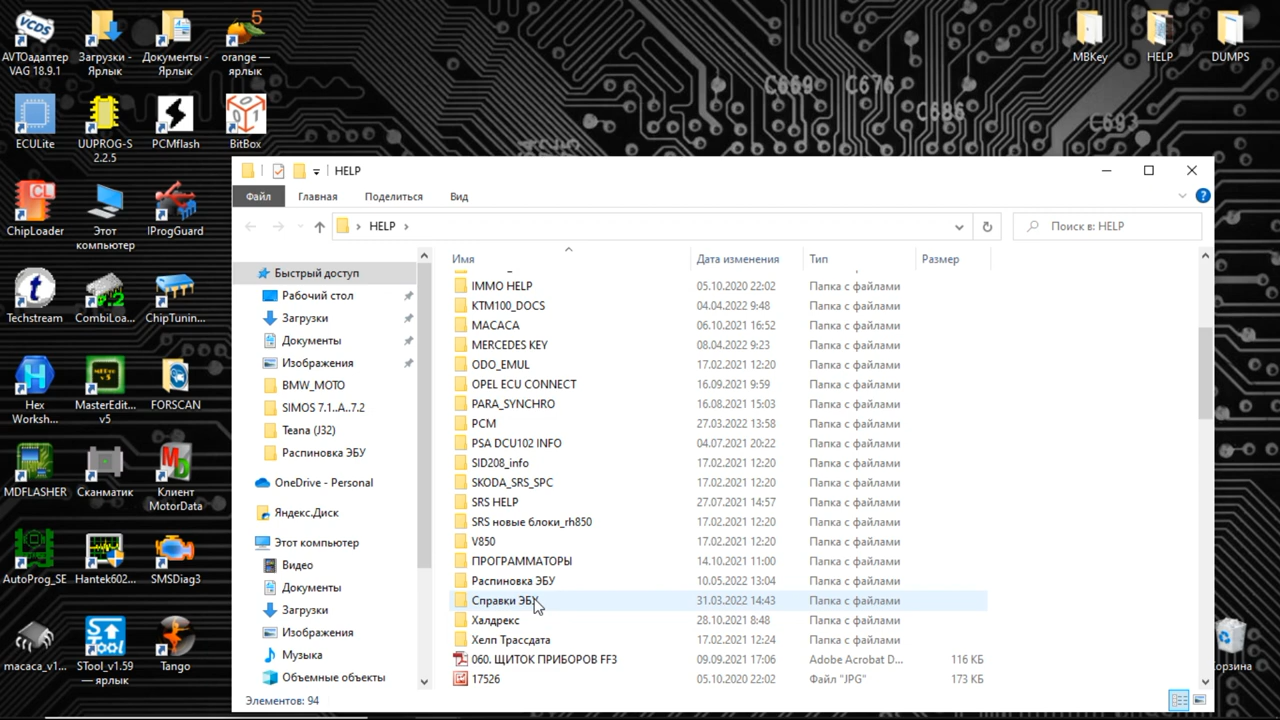 AVTOадаптер VAG 18.9.1
Загрузки - Ярлык
Документы - Ярлык
5
orange — ярлык
MBKey
HELP
DUMPS
ECULite
UUPROG-S 2.2.5
PCMflash
BitBox
ChipLoader
Этот компьютер
IProgGuard
Techstream
CombiLoa...
ChipTunin...
Hex Worksh...
MasterEdit... v5
FORSCAN
MDFLASHER
Сканматик
Клиент MotorData
AutoProg_SE
Hantek602...
SMSDiag3
macaca_v1...
STool_v1.59 — ярлык
Tango
C669 C676
C686
C693
HELP
Файл Главная Поделиться Вид
HELP
Поиск в: HELP
Быстрый доступ
Рабочий стол
Загрузки
Документы
Изображения
BMW_MOTO
SIMOS 7.1..A..7.2
Teana (J32)
Распиновка ЭБУ
OneDrive - Personal
Яндекс.Диск
Этот компьютер
Видео
Документы
Загрузки
Изображения
Музыка
Объемные объекты
Имя Дата изменения Тип Размер
IMMO HELP 05.10.2020 22:02 Папка с файлами
KTM100_DOCS 04.04.2022 9:48 Папка с файлами
MACACA 06.10.2021 16:52 Папка с файлами
MERCEDES KEY 08.04.2022 9:23 Папка с файлами
ODO_EMUL 17.02.2021 12:20 Папка с файлами
OPEL ECU CONNECT 16.09.2021 9:59 Папка с файлами
PARA_SYNCHRO 16.08.2021 15:03 Папка с файлами
PCM 27.03.2022 13:58 Папка с файлами
PSA DCU102 INFO 04.07.2021 20:22 Папка с файлами
SID208_info 17.02.2021 12:20 Папка с файлами
SKODA_SRS_SPC 17.02.2021 12:20 Папка с файлами
SRS HELP 27.07.2021 14:57 Папка с файлами
SRS новые блоки_rh850 17.02.2021 12:20 Папка с файлами
V850 17.02.2021 12:20 Папка с файлами
ПРОГРАММАТОРЫ 14.10.2021 11:00 Папка с файлами
Распиновка ЭБУ 10.05.2022 13:04 Папка с файлами
Справки ЭБУ 31.03.2022 14:43 Папка с файлами
Халдрекс 28.10.2021 8:48 Папка с файлами
Хелп Трассдата 17.02.2021 12:24 Папка с файлами
060. ЩИТОК ПРИБОРОВ FF3 09.09.2021 17:06 Adobe Acrobat D... 116 КБ
17526 05.10.2020 22:02 Файл "JPG" 173 КБ
Элементов: 94